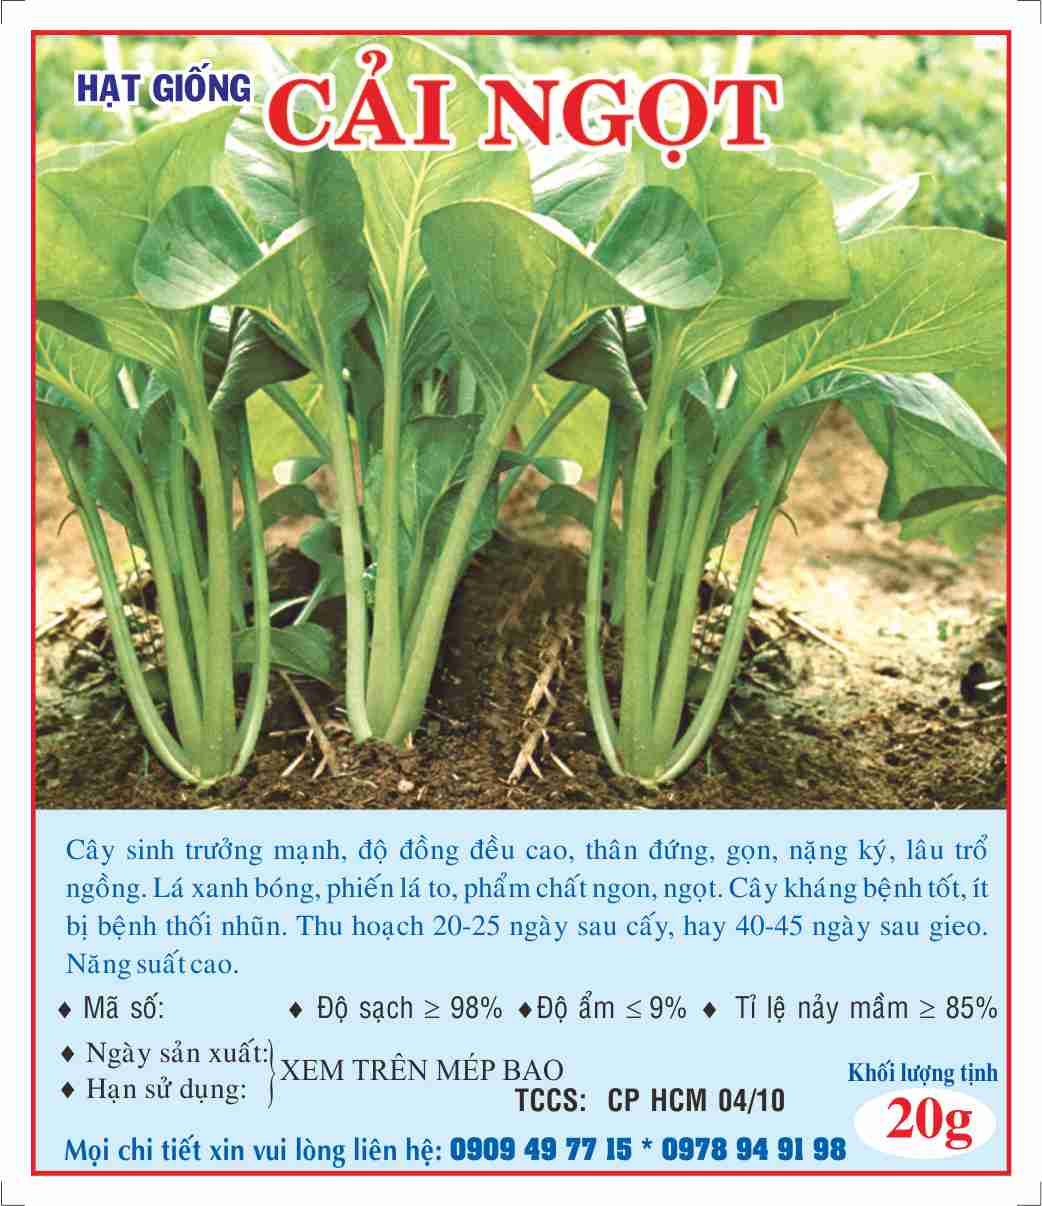 HẠT GIỐNG CẢI NGỌT
Cây sinh trưởng mạnh, độ đồng đều cao, thân đứng, gọn, nặng ký, lâu trổ
ngồng. Lá xanh bóng, phiến lá to, phẩm chất ngon, ngọt. Cây kháng bệnh tốt, ít
bị bệnh thối nhũn. Thu hoạch 20-25 ngày sau cấy, hay 40-45 ngày sau gieo.
Năng suất cao.
♦ Mã số: ♦ Độ sạch ≥ 98% ♦ Độ ẩm ≤ 9% ♦ Tỉ lệ nảy mầm ≥ 85%
♦ Ngày sản xuất:
♦ Hạn sử dụng:
XEM TRÊN MÉP BAO
TCCS: CP HCM 04/10
Khối lượng tịnh
20g
Mọi chi tiết xin vui lòng liên hệ: 0909 49 77 15 * 0978 94 91 98